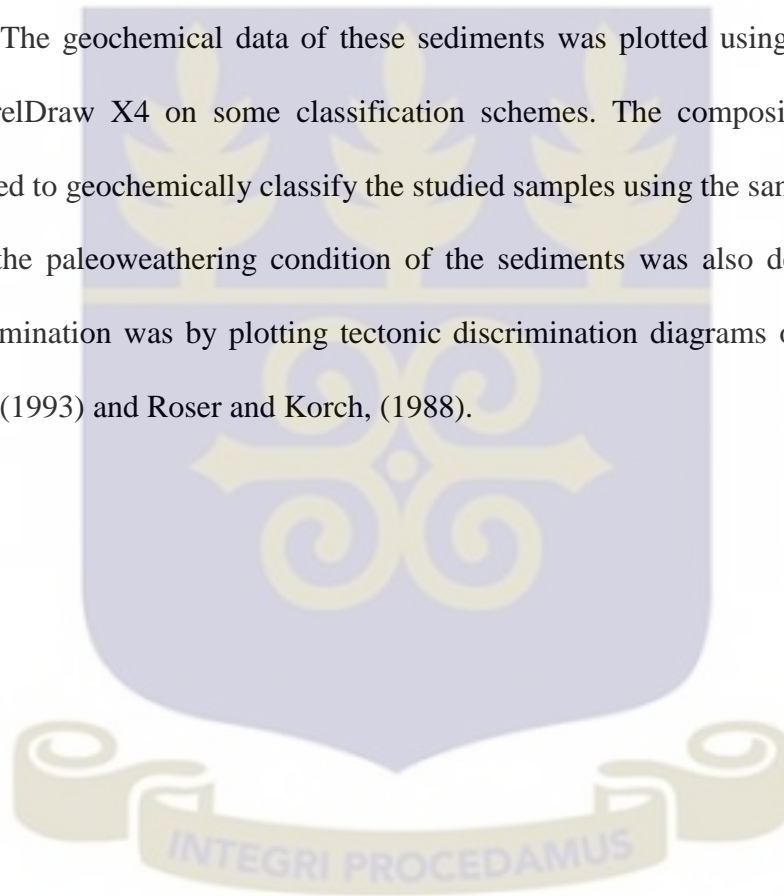 The geochemical data of these sediments was plotted using
relDraw X4 on some classification schemes. The composi
ed to geochemically classify the studied samples using the sar
the paleoweathering condition of the sediments was also d
mination was by plotting tectonic discrimination diagrams
(1993) and Roser and Korch, (1988).
INTEGRI PROCEDAMUS